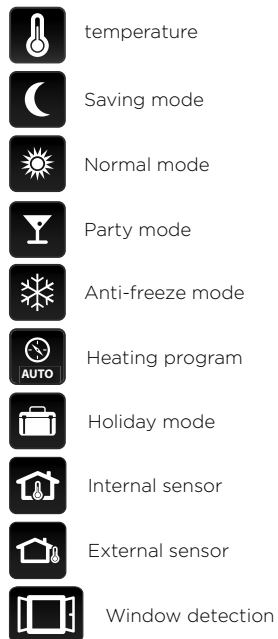 temperature
Saving mode
Normal mode
Party mode
Anti-freeze mode
AUTO
Heating program
Holiday mode
Internal sensor
External sensor
Window detection